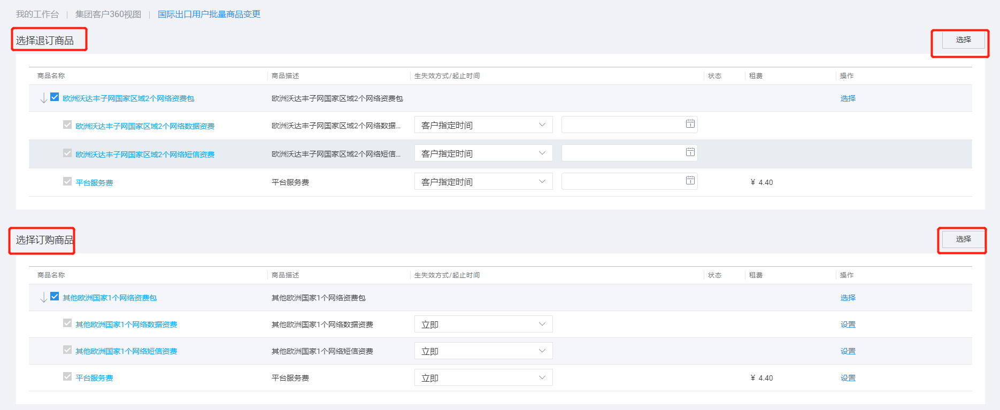 我的工作台 | 集团客户360视图 | 国际出口用户批量商品变更
选择退订商品 选择
商品名称 商品描述 生失效方式/起止时间 状态 租费 操作
欧洲沃达丰子网国家区域2个网络资费包 欧洲沃达丰子网国家区域2个网络资费包 选择
欧洲沃达丰子网国家区域2个网络数据资费 欧洲沃达丰子网国家区域2个网络数据... 客户指定时间
欧洲沃达丰子网国家区域2个网络短信资费 欧洲沃达丰子网国家区域2个网络短信... 客户指定时间
平台服务费 平台服务费 客户指定时间 ¥ 4.40
选择订购商品 选择
商品名称 商品描述 生失效方式/起止时间 状态 租费 操作
其他欧洲国家1个网络资费包 其他欧洲国家1个网络资费包 选择
其他欧洲国家1个网络数据资费 其他欧洲国家1个网络数据资费 立即 设置
其他欧洲国家1个网络短信资费 其他欧洲国家1个网络短信资费 立即 设置
平台服务费 平台服务费 立即 ¥ 4.40 设置